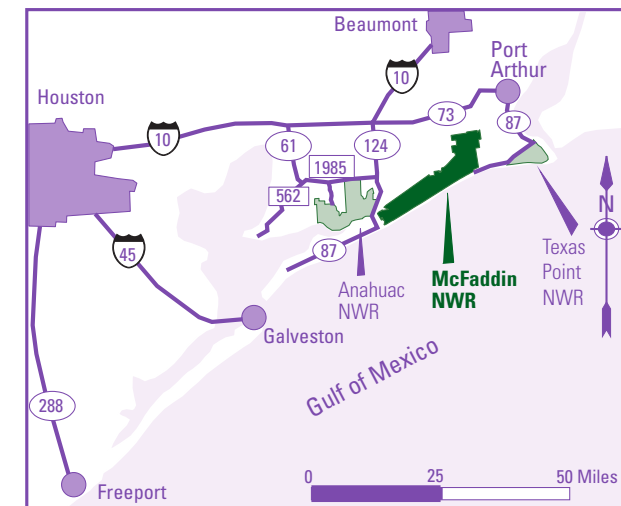 Beaumont
Port
Arthur
10
Houston
73
87
10
61
124
1985
562
N
87
45
Anahuac
NWR
McFaddin
NWR
Texas
Point
NWR
Galveston
Gulf of Mexico
288
Freeport
0
25
50 Miles